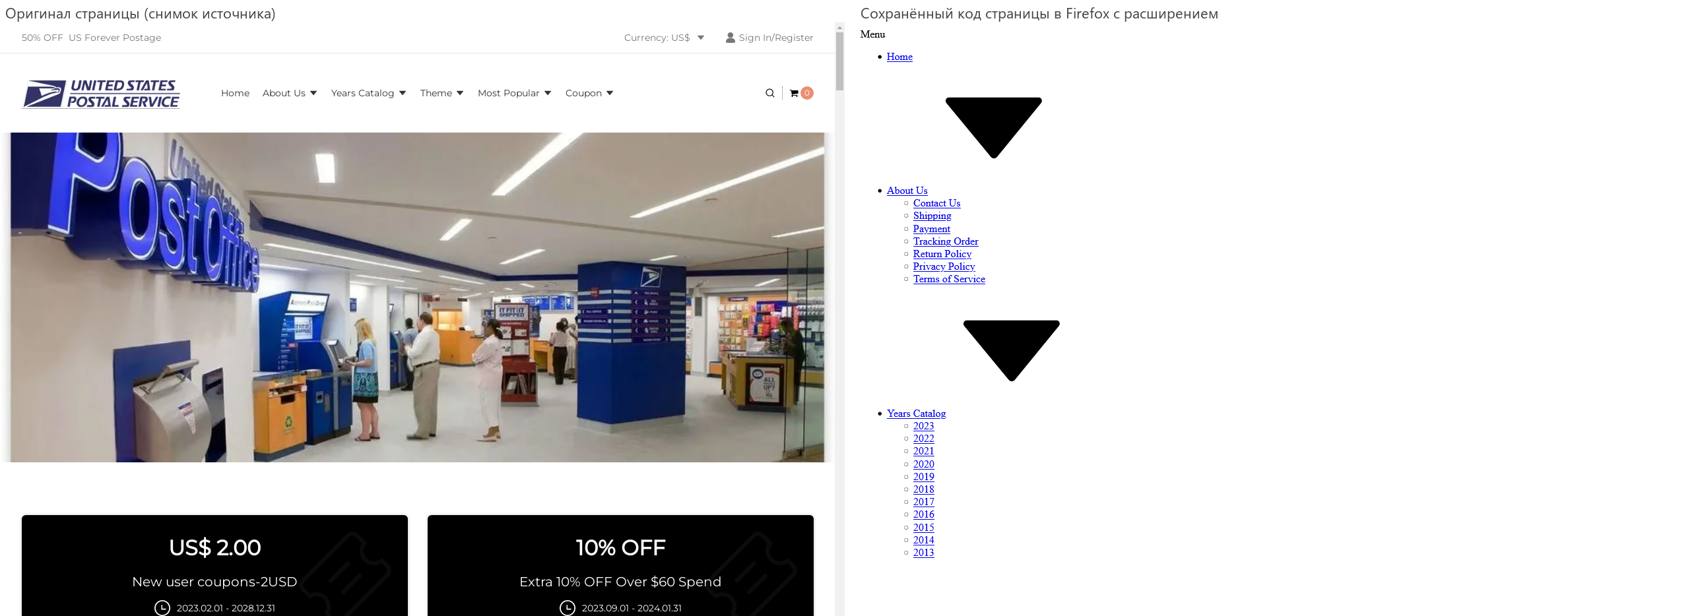 Оригинал страницы (снимок источника)
50% OFF US Forever Postage
Currency: US$
Sign In/Register
UNITED STATES
POSTAL SERVICE
Home
About Us
Years Catalog
Theme
Most Popular
Coupon
0
United States
Post Office
US$ 2.00
New user coupons-2USD
2023.02.01 - 2028.12.31
10% OFF
Extra 10% OFF Over $60 Spend
2023.09.01 - 2024.01.31
Сохранённый код страницы в Firefox с расширением
Menu
Home
About Us
Contact Us
Shipping
Payment
Tracking Order
Return Policy
Privacy Policy
Terms of Service
Years Catalog
2023
2022
2021
2020
2019
2018
2017
2016
2015
2014
2013